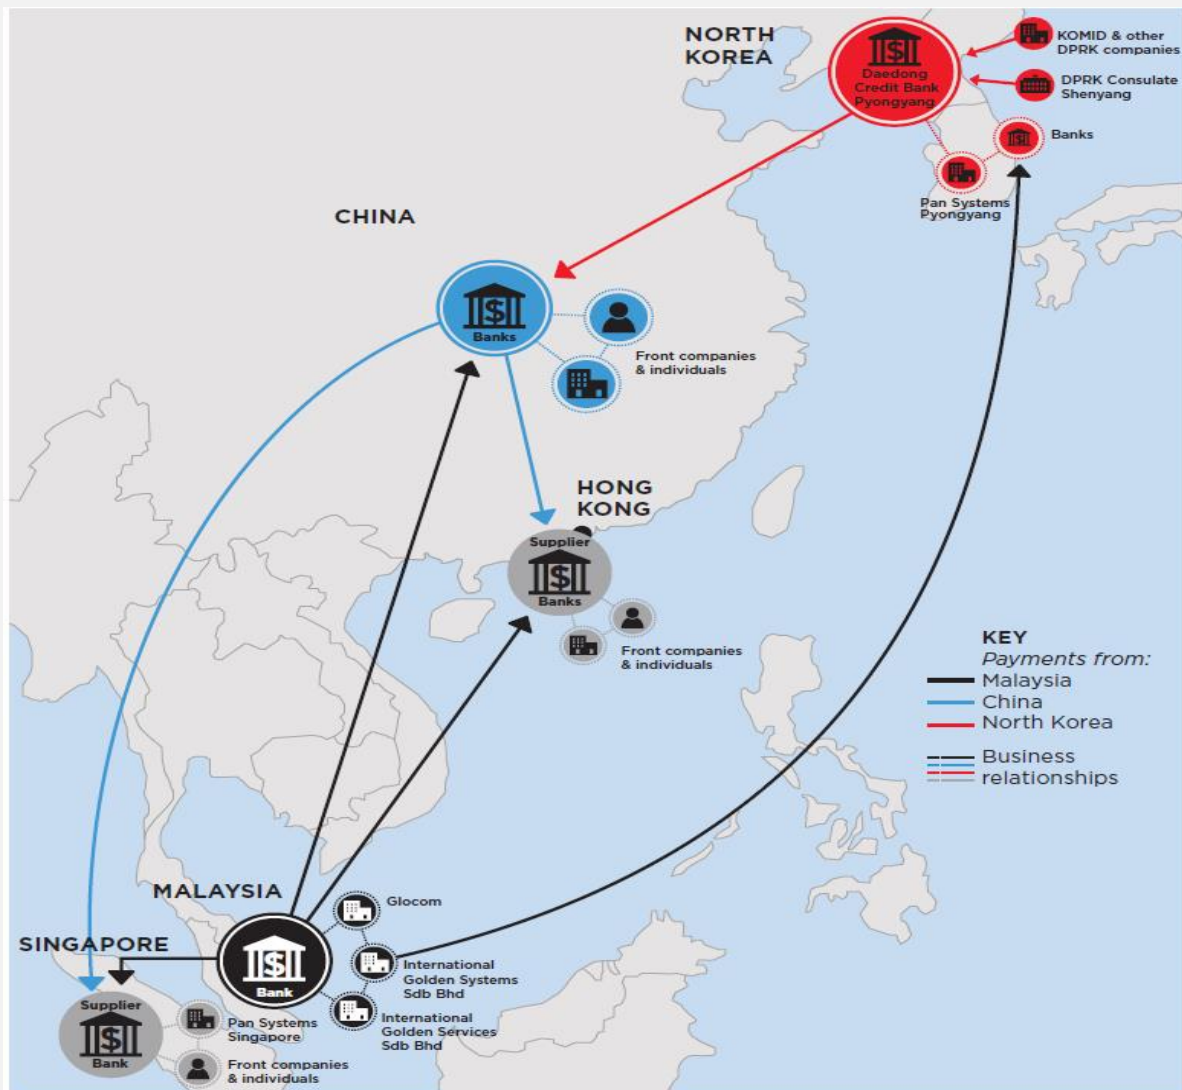 NORTH
KOREA
$
Daedong
Credit Bank
Pyongyang
KOMID & other
DPRK companies
DPRK Consulate
Shenyang
$
Banks
Pan Systems
Pyongyang
CHINA
$
Banks
Front companies
& individuals
HONG
KONG
Supplier
$
Banks
Front companies
& individuals
KEY
Payments from:
Malaysia
China
North Korea
Business
relationships
MALAYSIA
$
Bank
Glocom
International
Golden Systems
Sdb Bhd
International
Golden Services
Sdb Bhd
SINGAPORE
Supplier
$
Bank
Pan Systems
Singapore
Front companies
& individuals